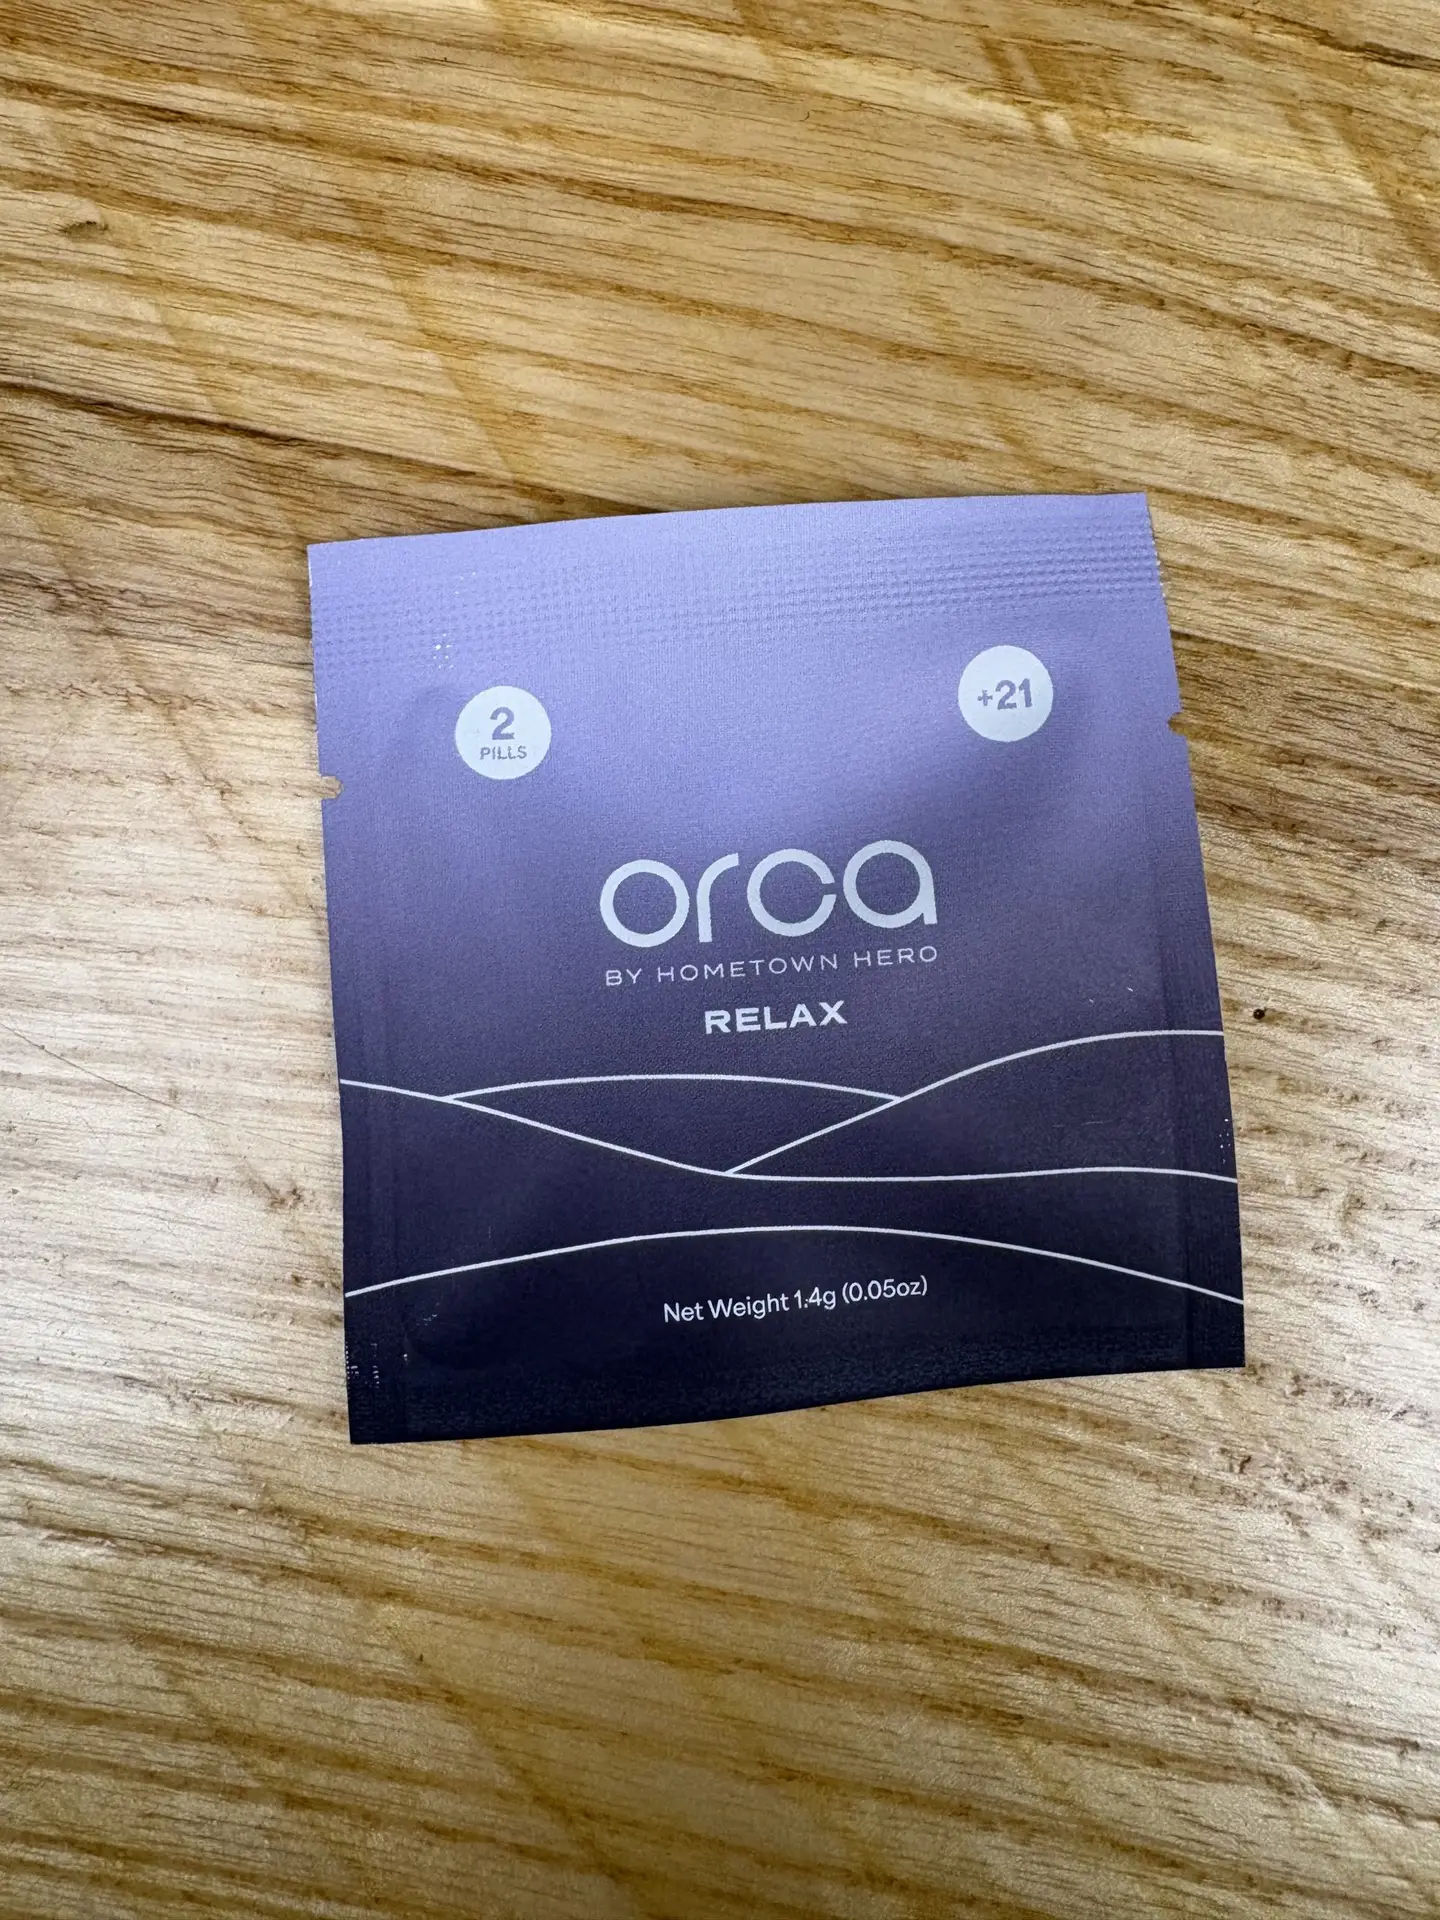 2
PILLS
+21
orca
BY HOMETOWN HERO
RELAX
Net Weight 1.4g (0.05oz)